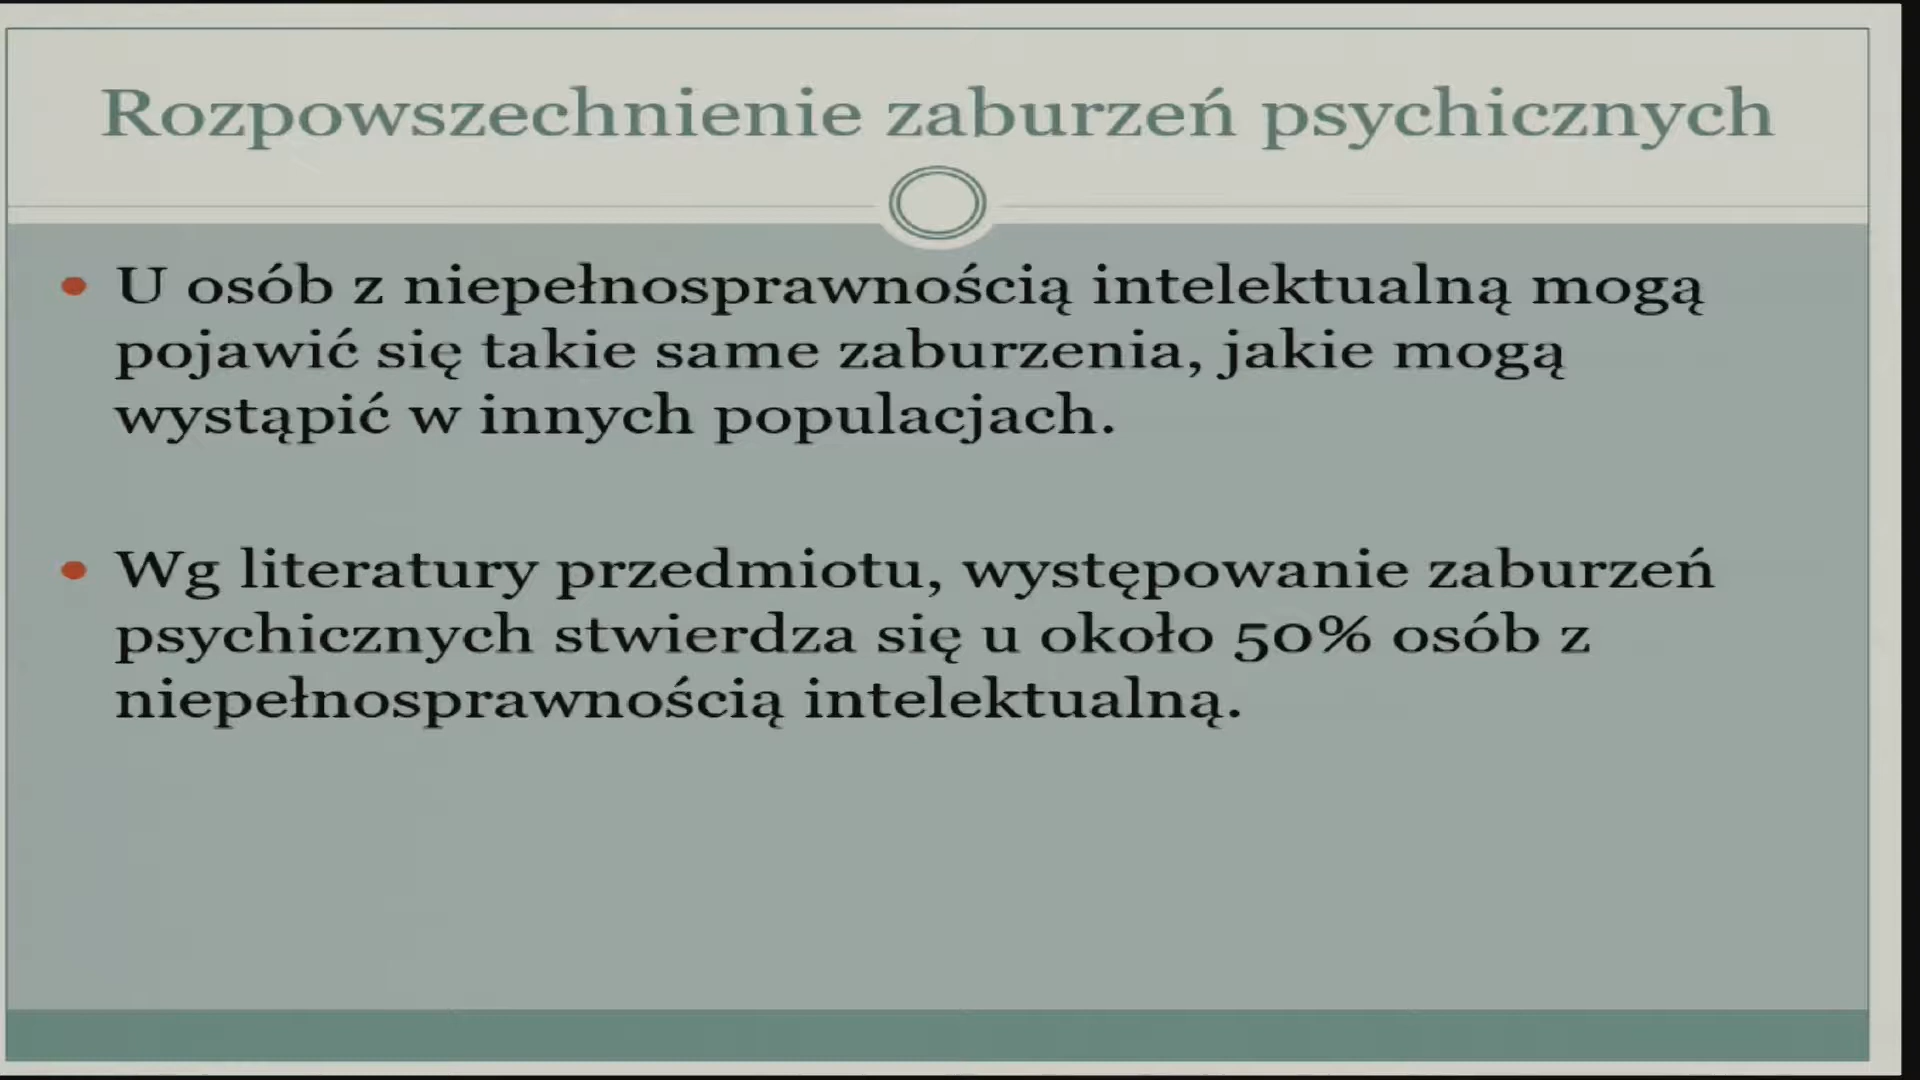 Rozpowszechnienie zaburzeń psychicznych
• U osób z niepełnosprawnością intelektualną mogą
pojawić się takie same zaburzenia, jakie mogą
wystąpić w innych populacjach.
• Wg literatury przedmiotu, występowanie zaburzeń
psychicznych stwierdza się u około 50% osób z
niepełnosprawnością intelektualną.